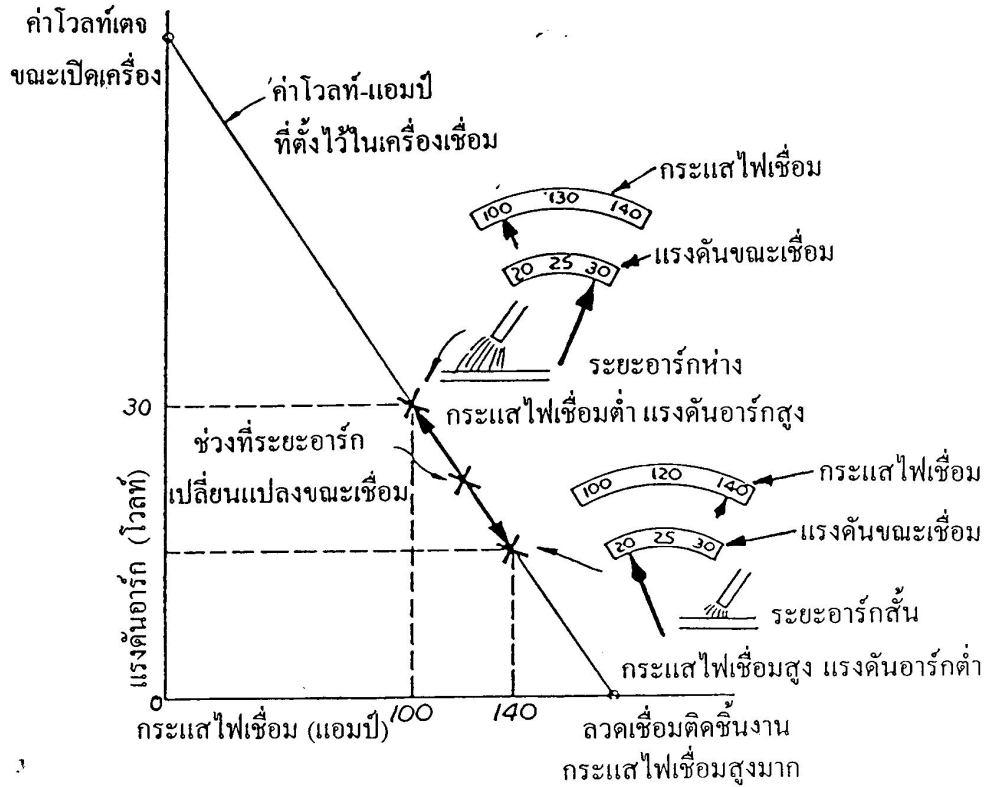 ค่าโวลท์เตจ
ขณะเปิดเครื่อง
ค่าโวลท์-แอมป์
ที่ตั้งไว้ในเครื่องเชื่อม
กระแสไฟเชื่อม
100 130 140
แรงดันขณะเชื่อม
20 25 30
ระยะอาร์กห่าง
30
กระแสไฟเชื่อมต่ำ แรงดันอาร์กสูง
ช่วงที่ระยะอาร์ก
เปลี่ยนแปลงขณะเชื่อม
กระแสไฟเชื่อม
100 120 140
แรงดันขณะเชื่อม
20 25 30
ระยะอาร์กสั้น
กระแสไฟเชื่อมสูง แรงดันอาร์กต่ำ
แรงดันอาร์ก (โวลท์)
0
กระแสไฟเชื่อม (แอมป์)
100
140
ลวดเชื่อมติดชิ้นงาน
กระแสไฟเชื่อมสูงมาก